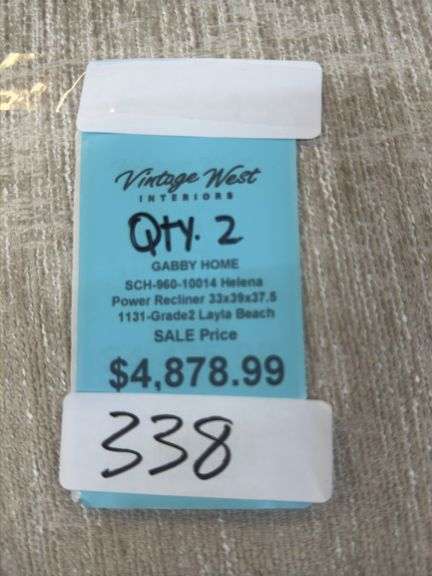 Vintage West
INTERIORS
QTY. 2
GABBY HOME
SCH-960-10014 Helena
Power Recliner 33x39x37.5
1131-Grade2 Layla Beach
SALE Price
$4,878.99
338